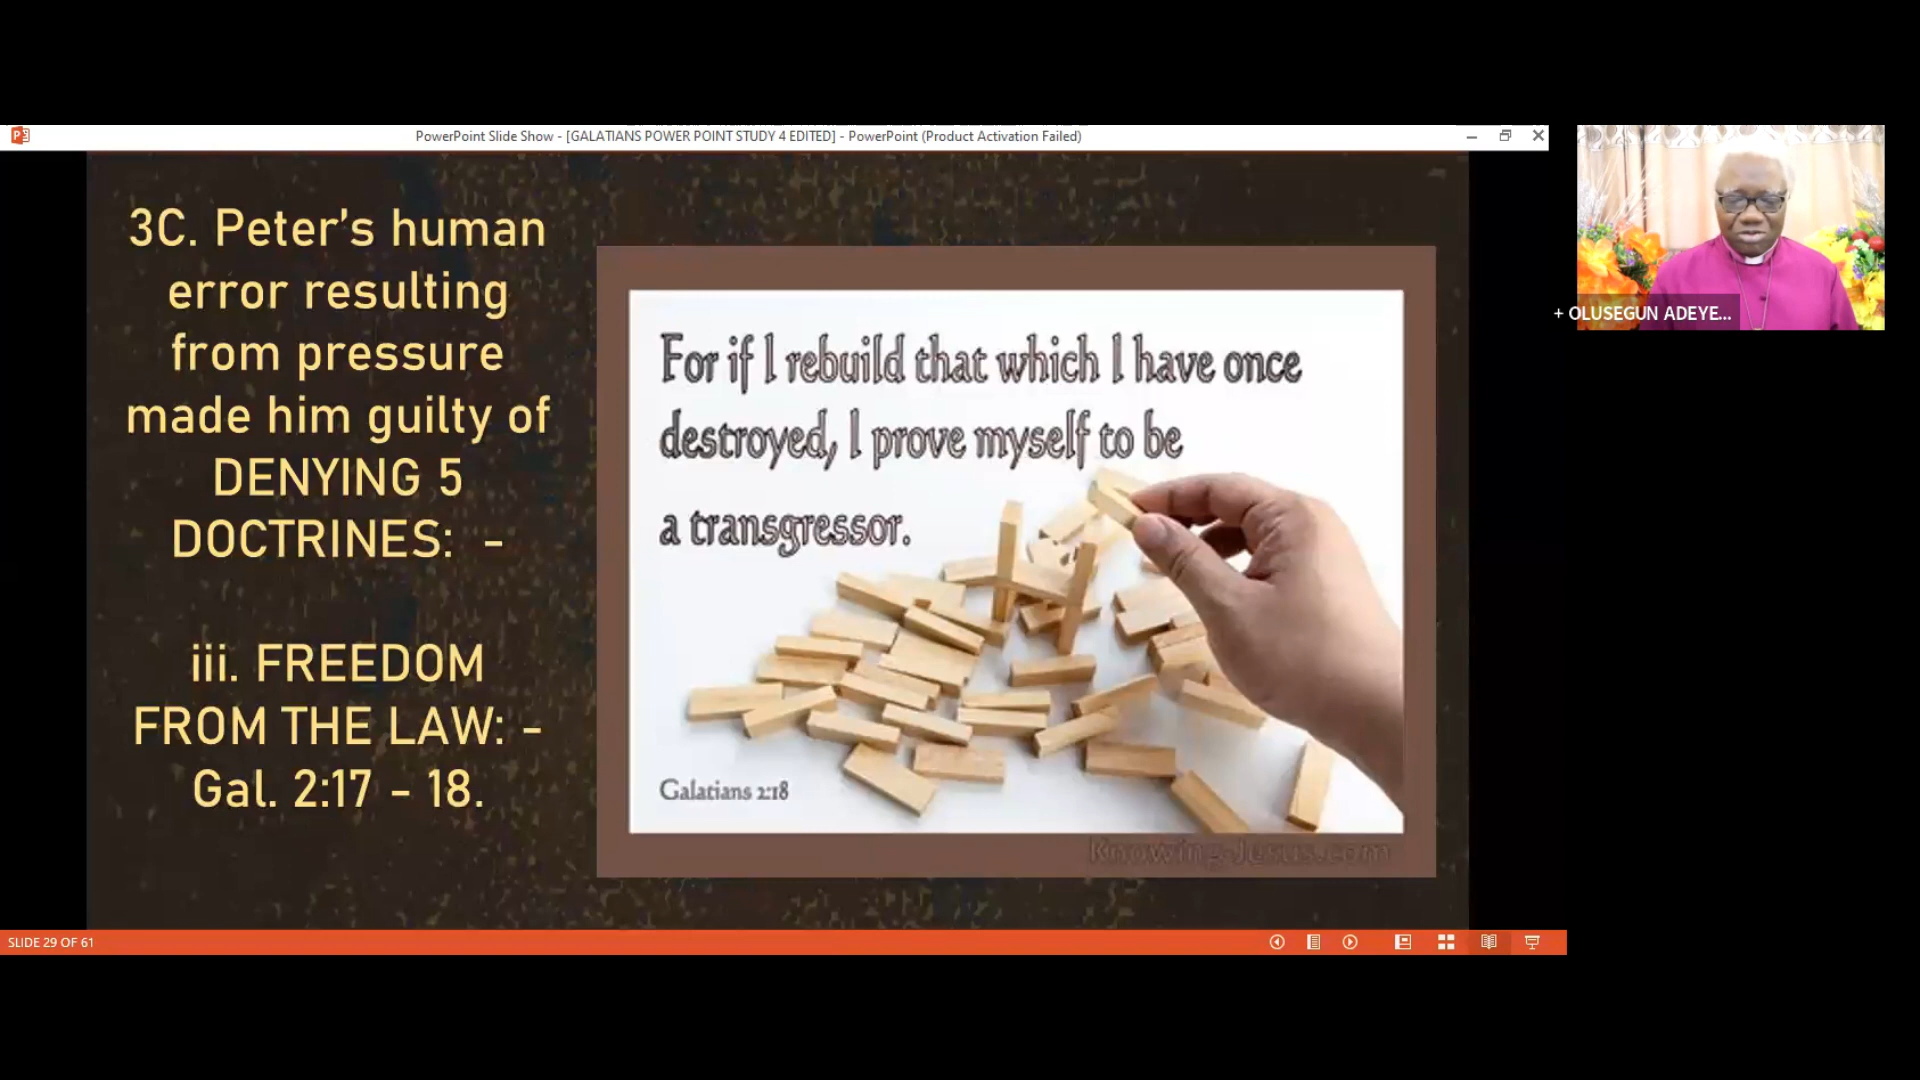 PowerPoint Slide Show - [GALATIANS POWER POINT STUDY 4 EDITED] - PowerPoint (Product Activation Failed)
3C. Peter's human
error resulting
from pressure
made him guilty of
DENYING 5
DOCTRINES: -
iii. FREEDOM
FROM THE LAW: -
Gal. 2:17 - 18.
For if I rebuild that which I have once
destroyed, I prove myself to be
a transgressor.
Galatians 2:18
Knowing-Jesus.com
+ OLUSEGUN ADEYE...
SLIDE 29 OF 61